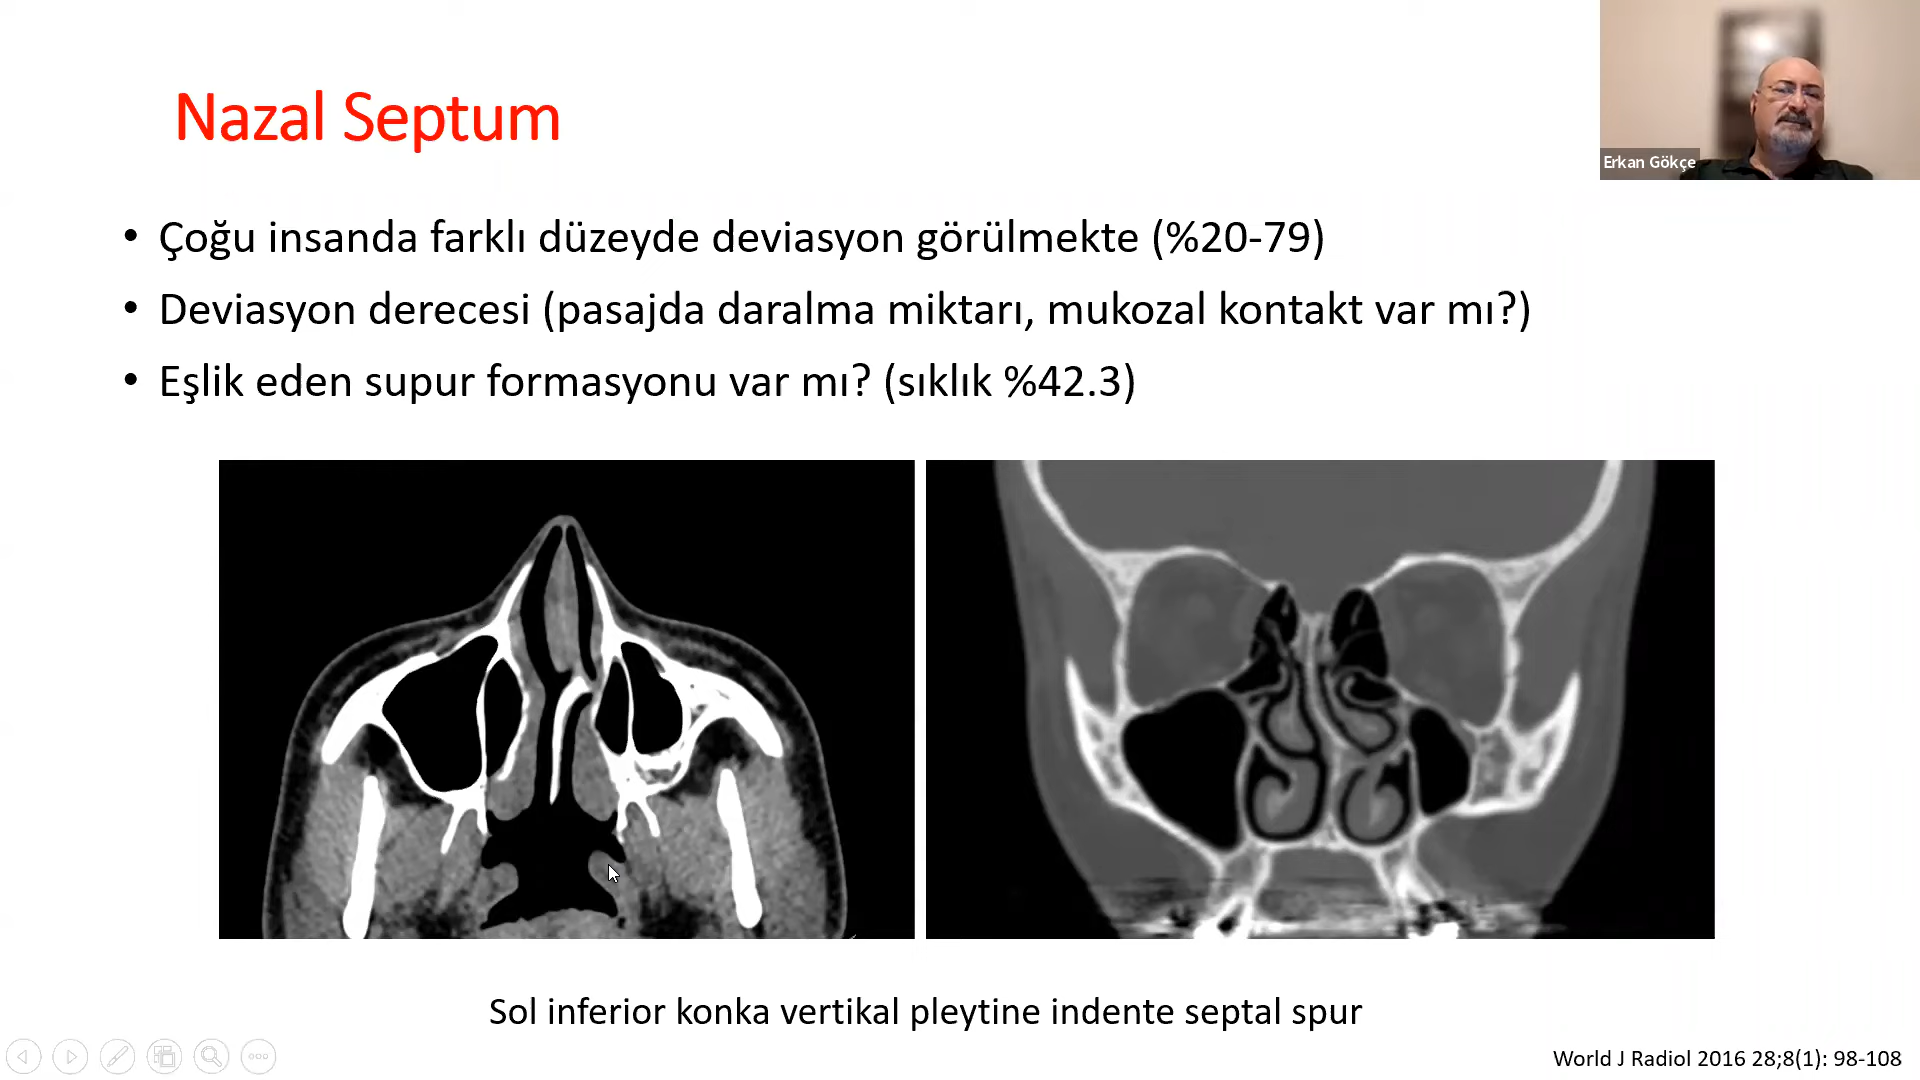 Nazal Septum
Erkan Gökçe
• Çoğu insanda farklı düzeyde deviasyon görülmekte (%20-79)
• Deviasyon derecesi (pasajda daralma miktarı, mukozal kontakt var mı?)
• Eşlik eden supur formasyonu var mı? (sıklık %42.3)
Sol inferior konka vertikal pleytine indente septal spur
World J Radiol 2016 28;8(1): 98-108